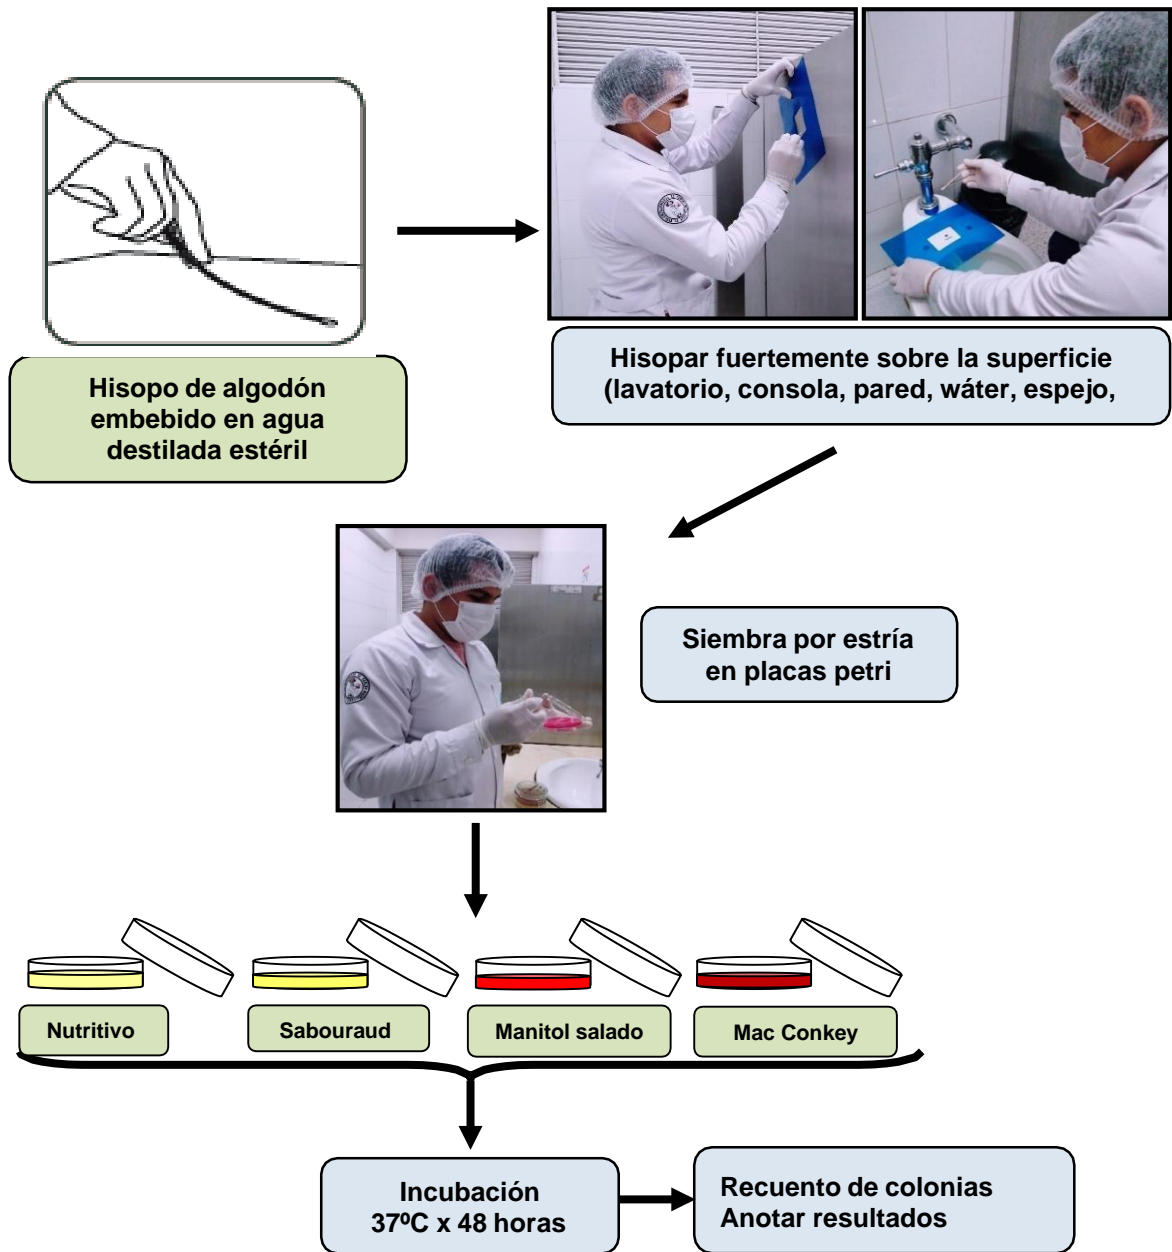 Hisopo de algodón
embebido en agua
destilada estéril
Hisopar fuertemente sobre la superficie
(lavatorio, consola, pared, wáter, espejo,
Siembra por estría
en placas petri
Nutritivo
Sabouraud
Manitol salado
Mac Conkey
Incubación
37ºC x 48 horas
Recuento de colonias
Anotar resultados